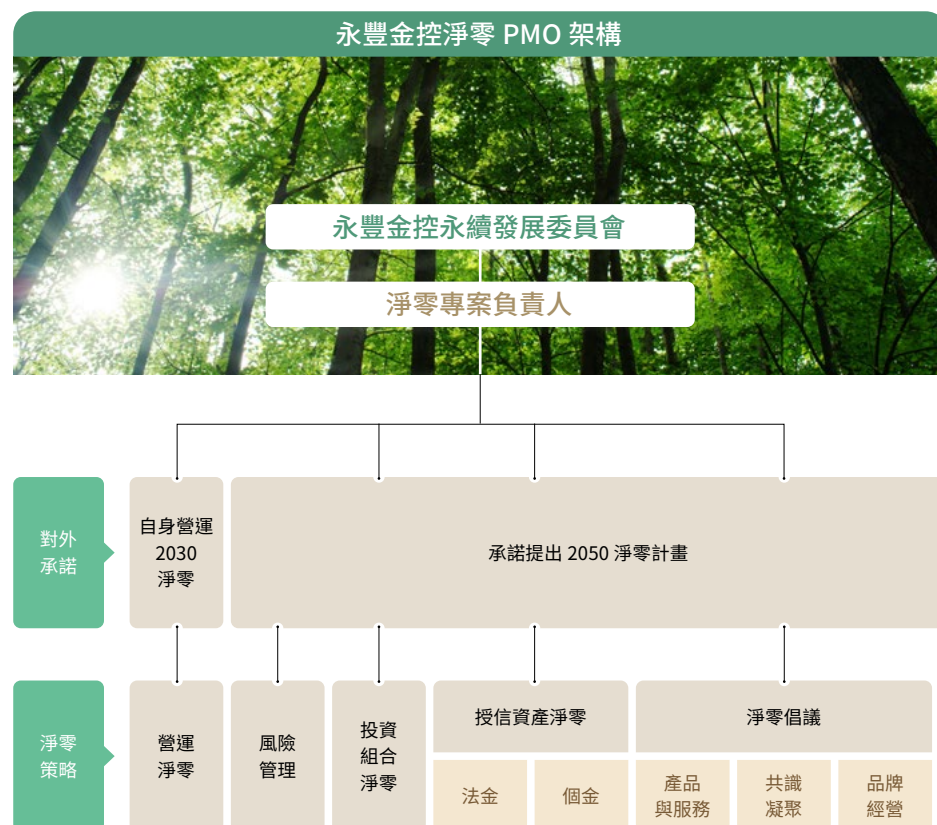 永豐金控淨零 PMO 架構
永豐金控永續發展委員會
淨零專案負責人
對外
承諾
自身營運
2030
淨零
承諾提出 2050 淨零計畫
淨零
策略
營運
淨零
風險
管理
投資
組合
淨零
授信資產淨零
法金
個金
淨零倡議
產品
與服務
共識
凝聚
品牌
經營